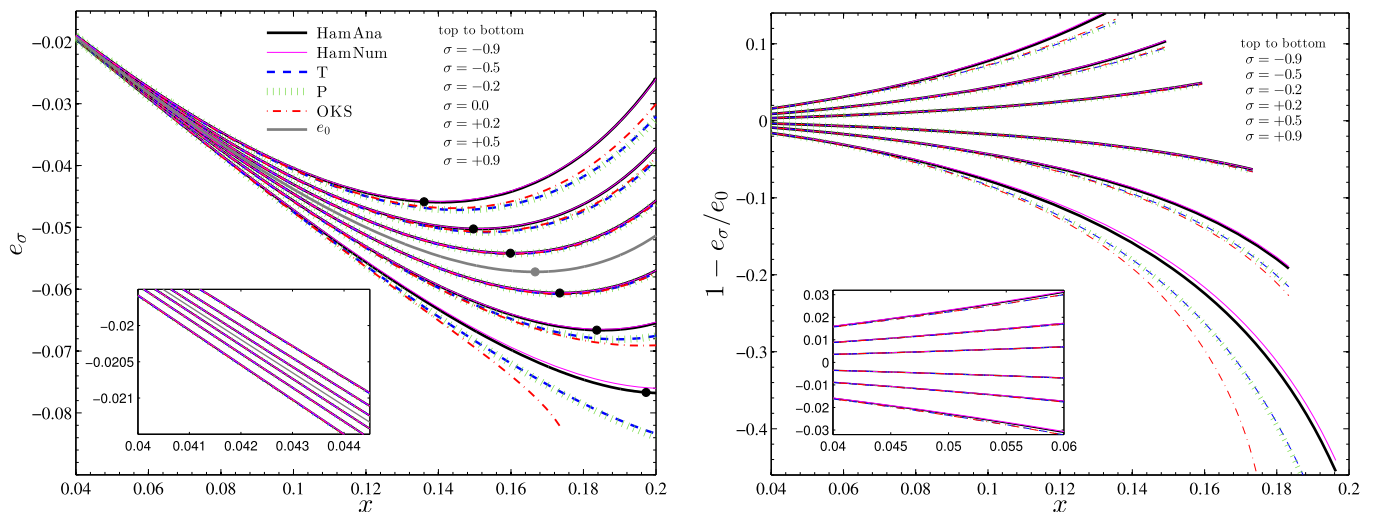 −0.02
−0.03
−0.04
−0.05
−0.06
−0.07
−0.08
e_σ
HamAna
HamNum
T
P
OKS
e_0
top to bottom
σ = −0.9
σ = −0.5
σ = −0.2
σ = 0.0
σ = +0.2
σ = +0.5
σ = +0.9
−0.02
−0.0205
−0.021
0.04 0.041 0.042 0.043 0.044
0.04 0.06 0.08 0.1 0.12 0.14 0.16 0.18 0.2
x
0.1
0
−0.1
−0.2
−0.3
−0.4
1 − e_σ/e_0
top to bottom
σ = −0.9
σ = −0.5
σ = −0.2
σ = +0.2
σ = +0.5
σ = +0.9
0.03
0.02
0.01
0
−0.01
−0.02
−0.03
0.04 0.045 0.05 0.055 0.06
0.04 0.06 0.08 0.1 0.12 0.14 0.16 0.18 0.2
x